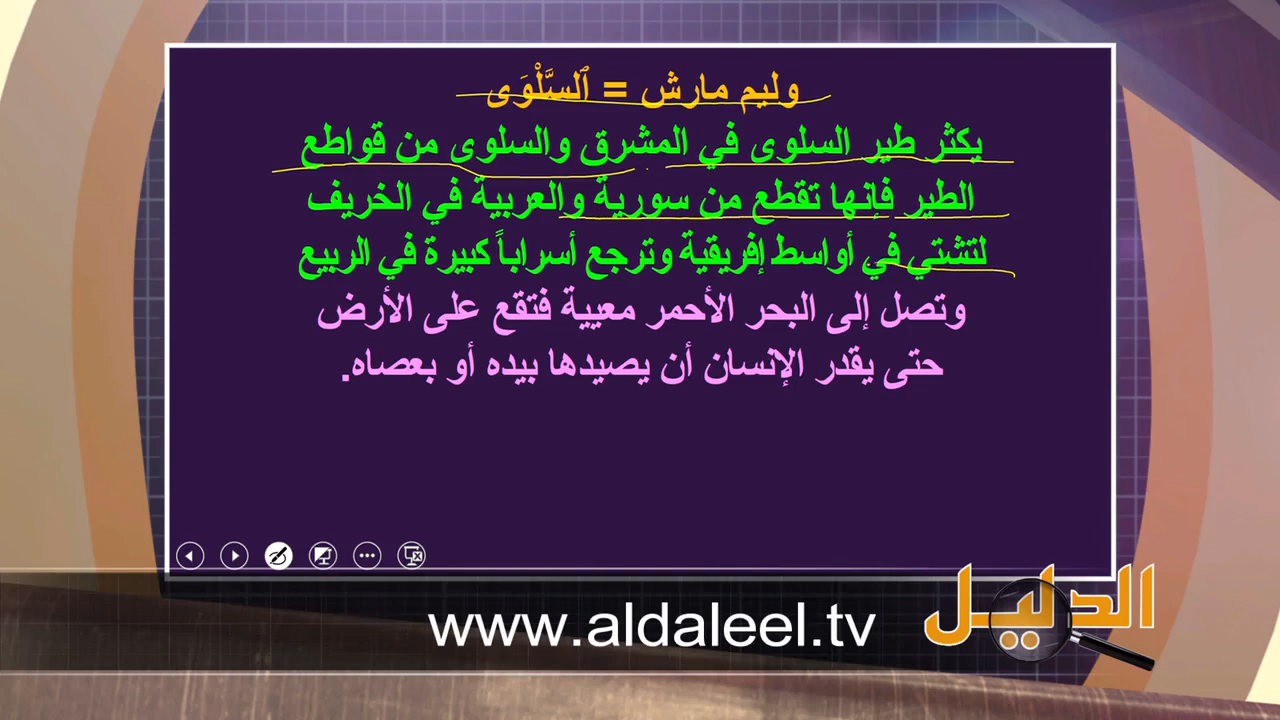 وليم مارش = ٱلسَّلْوَى
يكثر طير السلوى في المشرق والسلوى من قواطع
الطير فإنها تقطع من سورية والعربية في الخريف
لتشتي في أواسط إفريقية وترجع أسراباً كبيرة في الربيع
وتصل إلى البحر الأحمر معيية فتقع على الأرض
حتى يقدر الإنسان أن يصيدها بيده أو بعصاه.
الدليل
www.aldaleel.tv